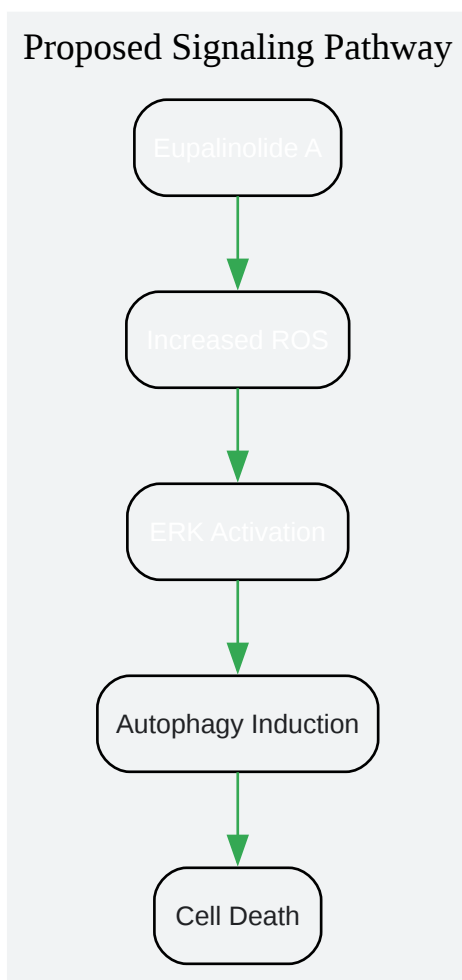 Proposed Signaling Pathway
Eupalinolide A
Increased ROS
ERK Activation
Autophagy Induction
Cell Death